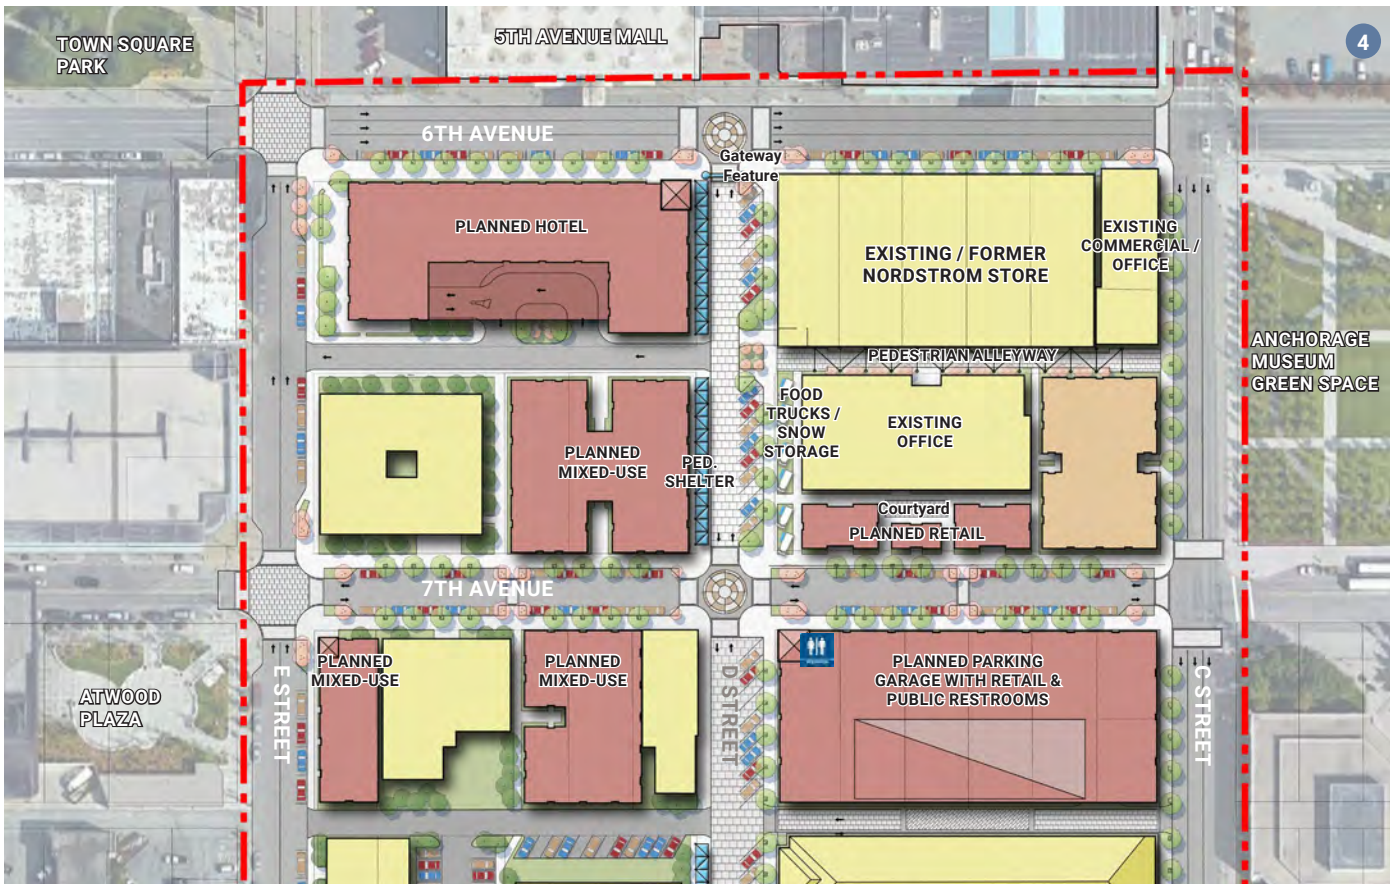 TOWN SQUARE
PARK
5TH AVENUE MALL
4
6TH AVENUE
Gateway
Feature
PLANNED HOTEL
EXISTING / FORMER
NORDSTROM STORE
EXISTING
COMMERCIAL /
OFFICE
ANCHORAGE
MUSEUM
GREEN SPACE
PEDESTRIAN ALLEYWAY
FOOD
TRUCKS /
SNOW
STORAGE
EXISTING
OFFICE
PLANNED
MIXED-USE
PED.
SHELTER
Courtyard
PLANNED RETAIL
7TH AVENUE
PLANNED
MIXED-USE
PLANNED
MIXED-USE
PLANNED PARKING
GARAGE WITH RETAIL &
PUBLIC RESTROOMS
ATWOOD
PLAZA
E STREET
D STREET
C STREET